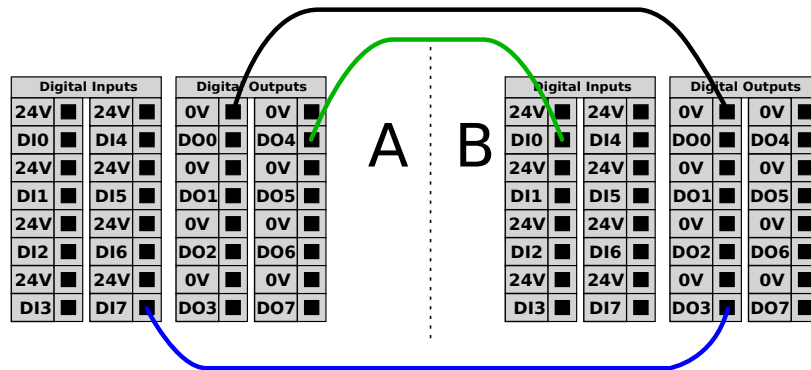 Digital Inputs Digital Outputs Digital Inputs Digital Outputs
24V 24V 0V 0V 24V 24V 0V 0V
DI0 DI4 DO0 DO4 A B DI0 DI4 DO0 DO4
24V 24V 0V 0V 24V 24V 0V 0V
DI1 DI5 DO1 DO5 DI1 DI5 DO1 DO5
24V 24V 0V 0V 24V 24V 0V 0V
DI2 DI6 DO2 DO6 DI2 DI6 DO2 DO6
24V 24V 0V 0V 24V 24V 0V 0V
DI3 DI7 DO3 DO7 DI3 DI7 DO3 DO7